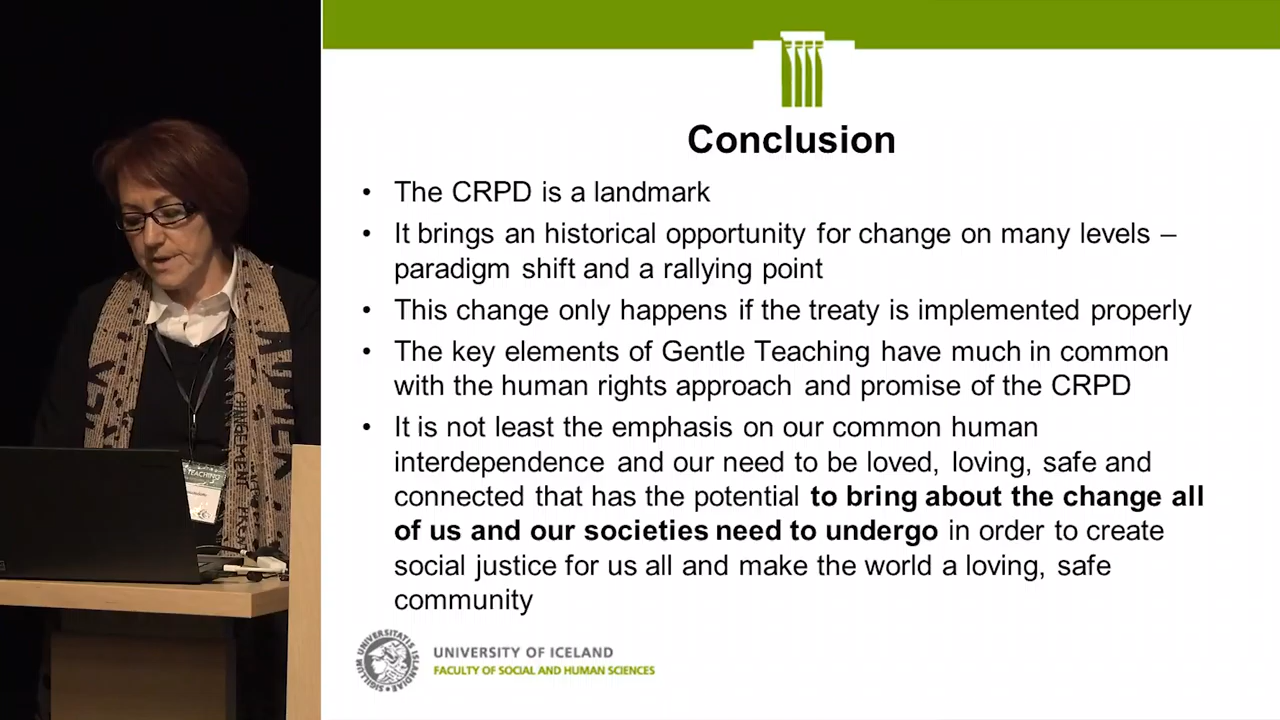 Conclusion
• The CRPD is a landmark
• It brings an historical opportunity for change on many levels –
paradigm shift and a rallying point
• This change only happens if the treaty is implemented properly
• The key elements of Gentle Teaching have much in common
with the human rights approach and promise of the CRPD
• It is not least the emphasis on our common human
interdependence and our need to be loved, loving, safe and
connected that has the potential to bring about the change all
of us and our societies need to undergo in order to create
social justice for us all and make the world a loving, safe
community
SIGILLUM UNIVERSITATIS ISLANDIAE
UNIVERSITY OF ICELAND
FACULTY OF SOCIAL AND HUMAN SCIENCES
TEACHING